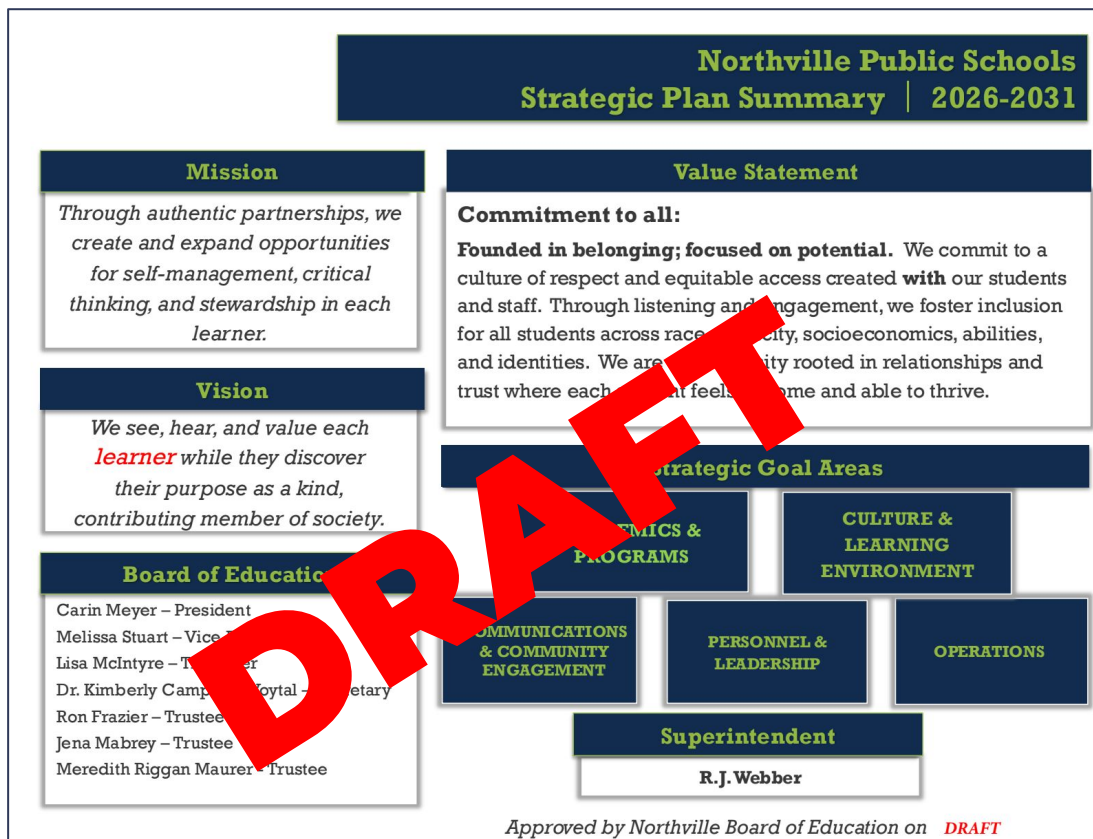 Northville Public Schools
Strategic Plan Summary | 2026-2031
Mission
Through authentic partnerships, we
create and expand opportunities
for self-management, critical
thinking, and stewardship in each
learner.
Vision
We see, hear, and value each
learner while they discover
their purpose as a kind,
contributing member of society.
Board of Education
Carin Meyer – President
Melissa Stuart – Vice
Lisa McIntyre –
Dr. Kimberly
Ron Frazier – Trustee
Jena Mabrey – Trustee
Meredith Riggan Maurer - Trustee
Value Statement
Commitment to all:
Founded in belonging; focused on potential. We commit to a
culture of respect and equitable access created with our students
and staff. Through listening and engagement, we foster inclusion
for all students across race, socioeconomics, abilities,
and identities. We are rooted in relationships and
trust where each feels and able to thrive.
Strategic Goal Areas
PROGRAMS
CULTURE &
LEARNING
ENVIRONMENT
COMMUNICATIONS
& COMMUNITY
ENGAGEMENT
PERSONNEL &
LEADERSHIP
OPERATIONS
Superintendent
R.J. Webber
Approved by Northville Board of Education on DRAFT
DRAFT